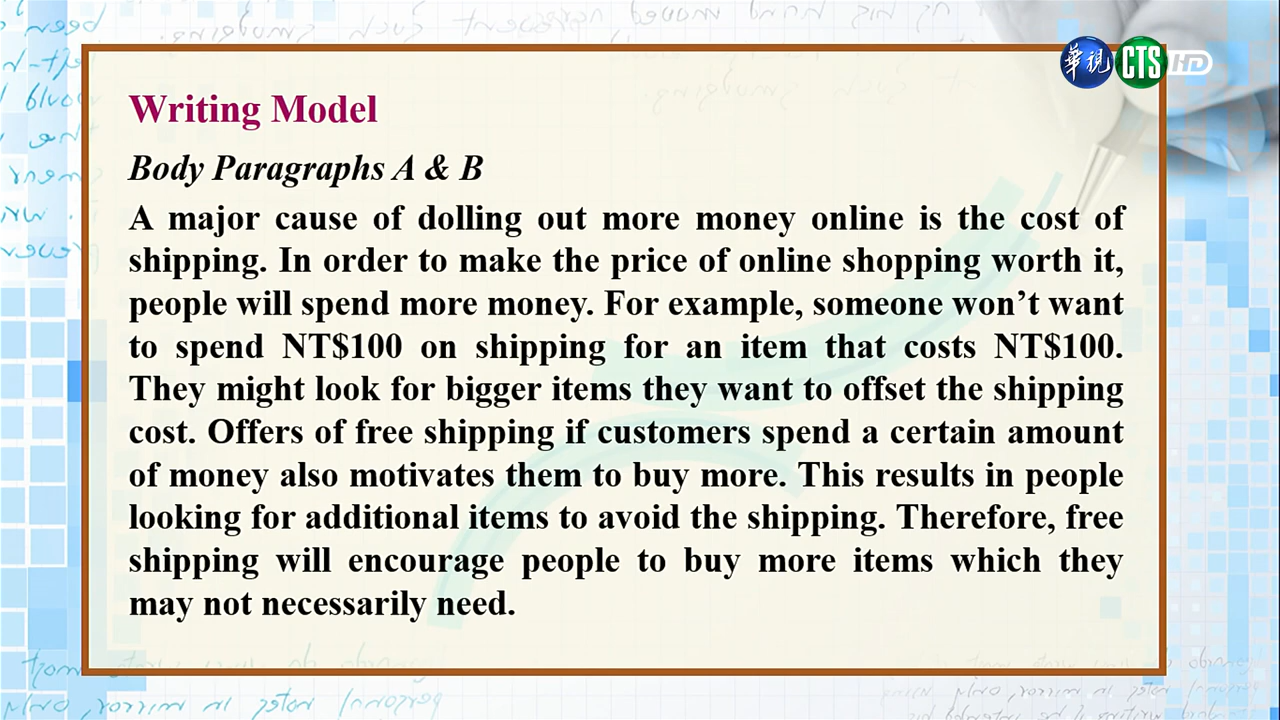 華視 CTS HD
Writing Model
Body Paragraphs A & B
A major cause of dolling out more money online is the cost of
shipping. In order to make the price of online shopping worth it,
people will spend more money. For example, someone won’t want
to spend NT$100 on shipping for an item that costs NT$100.
They might look for bigger items they want to offset the shipping
cost. Offers of free shipping if customers spend a certain amount
of money also motivates them to buy more. This results in people
looking for additional items to avoid the shipping. Therefore, free
shipping will encourage people to buy more items which they
may not necessarily need.